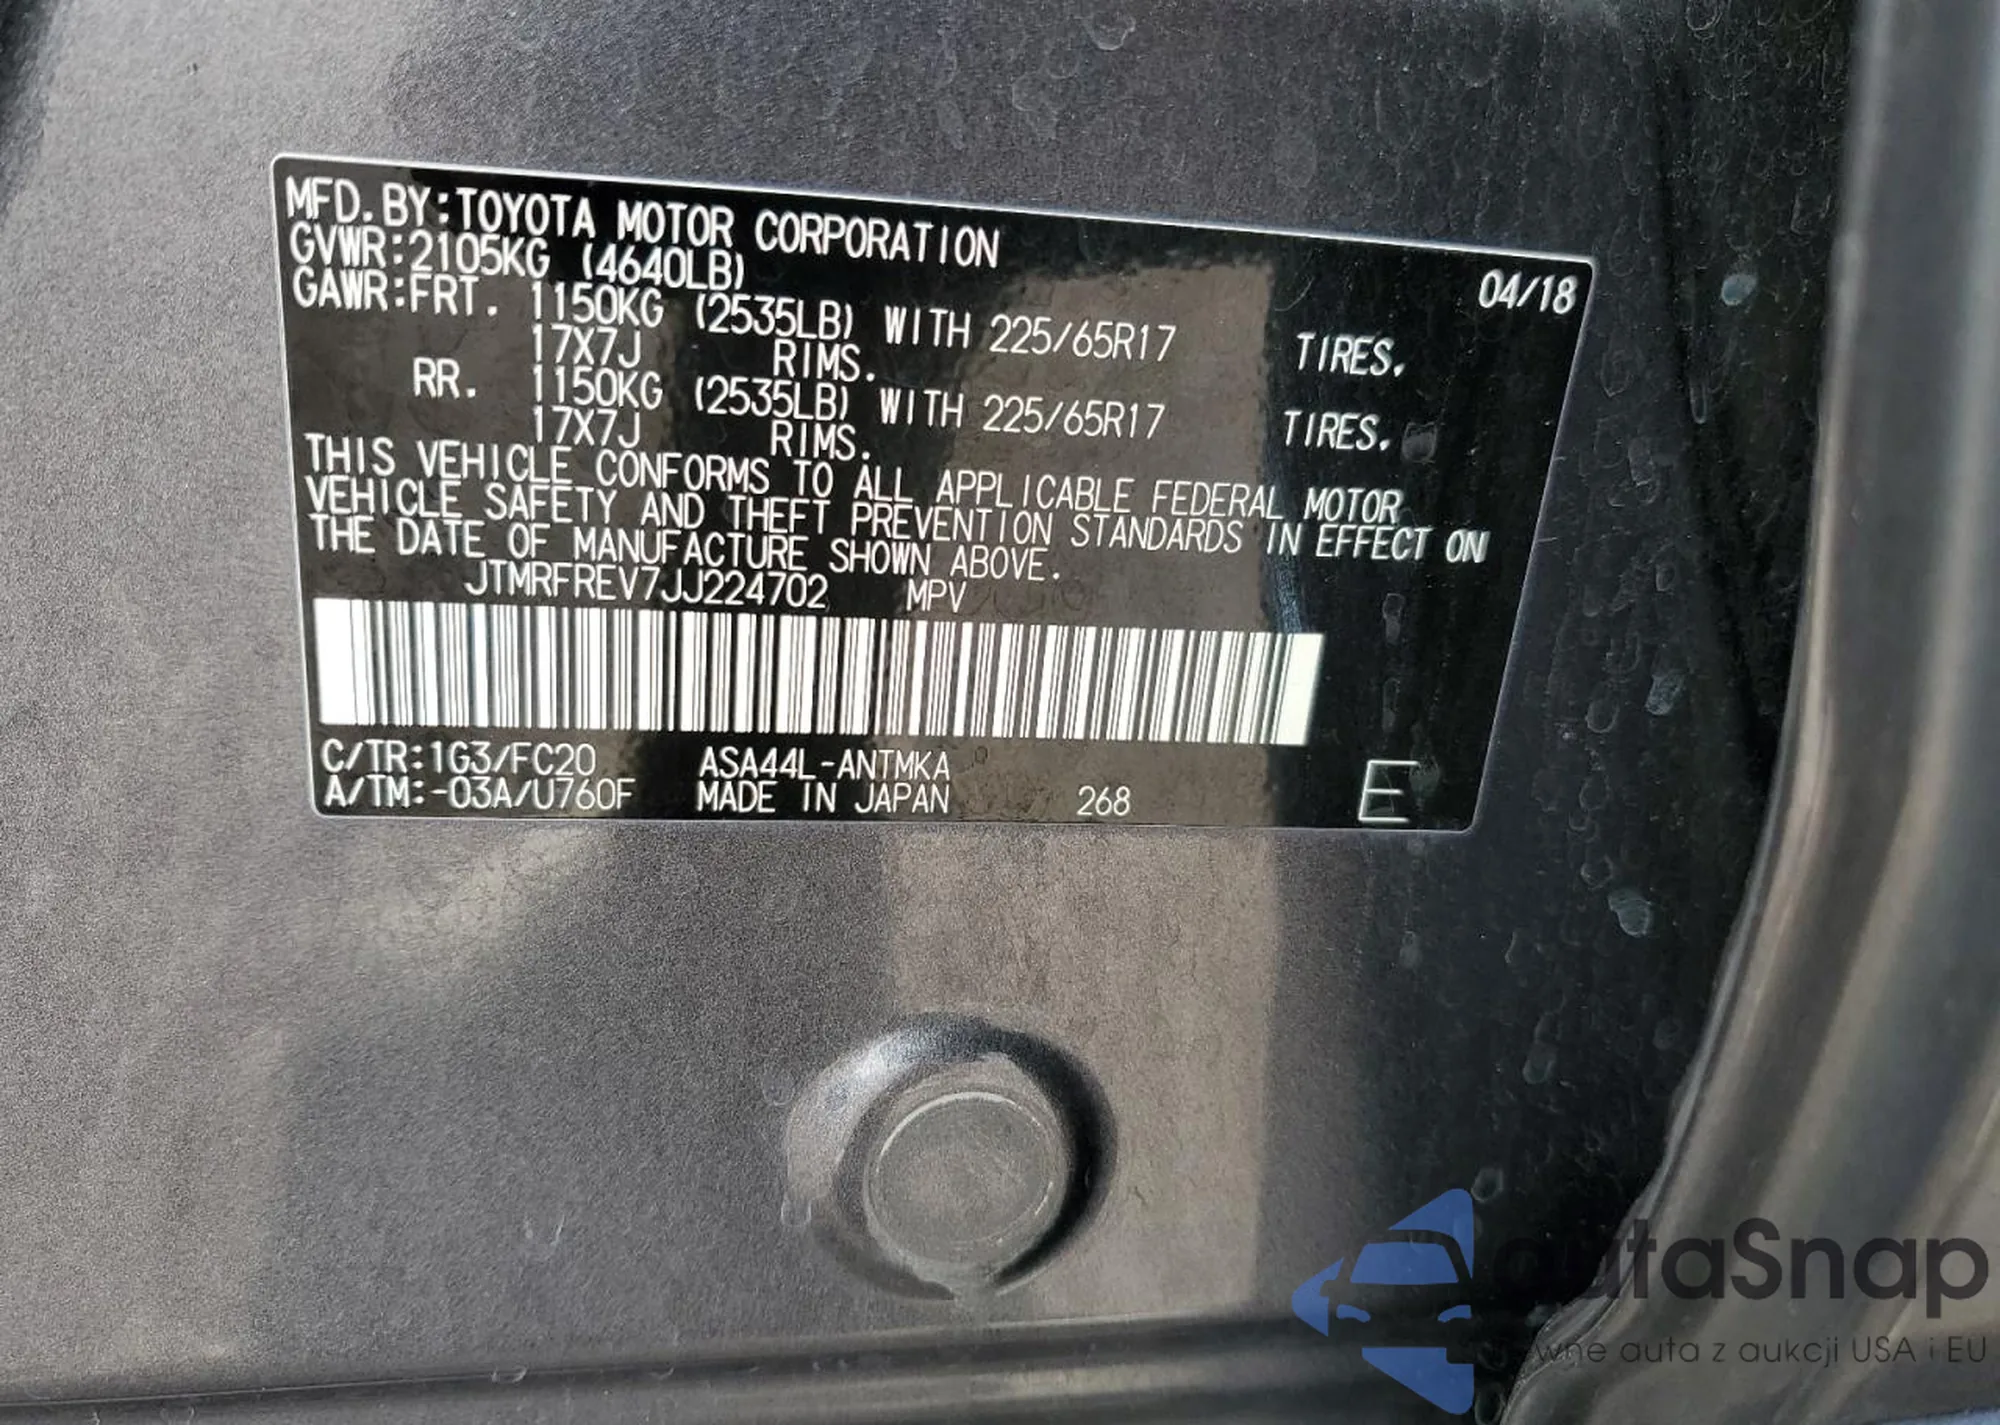 MFD.BY:TOYOTA MOTOR CORPORATION 04/18
GVWR:2105KG (4640LB)
GAWR:FRT. 1150KG (2535LB) WITH 225/65R17 TIRES.
17X7J RIMS.
RR. 1150KG (2535LB) WITH 225/65R17 TIRES.
17X7J RIMS.
THIS VEHICLE CONFORMS TO ALL APPLICABLE FEDERAL MOTOR
VEHICLE SAFETY AND THEFT PREVENTION STANDARDS IN EFFECT ON
THE DATE OF MANUFACTURE SHOWN ABOVE.
JTMRFREV7JJ224702 MPV
C/TR:1G3/FC20 ASA44L-ANTMKA
A/TM:-03A/U760F MADE IN JAPAN 268 E
autaSnap
auta z aukcji USA i EU